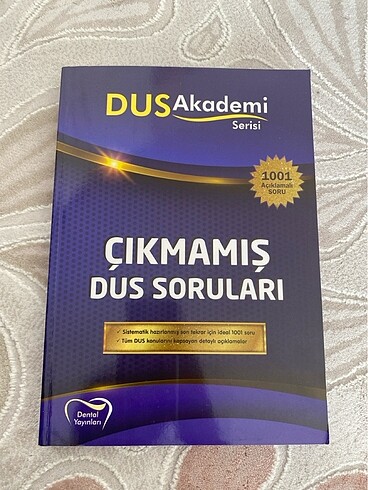 DUS Akademi
Serisi
1001
Açıklamalı
SORU
ÇIKMAMIŞ
DUS SORULARI
✓ Sistematik hazırlanmış son tekrar için ideal 1001 soru
✓ Tüm DUS konularını kapsayan detaylı açıklamalar
Dental
Yayınları